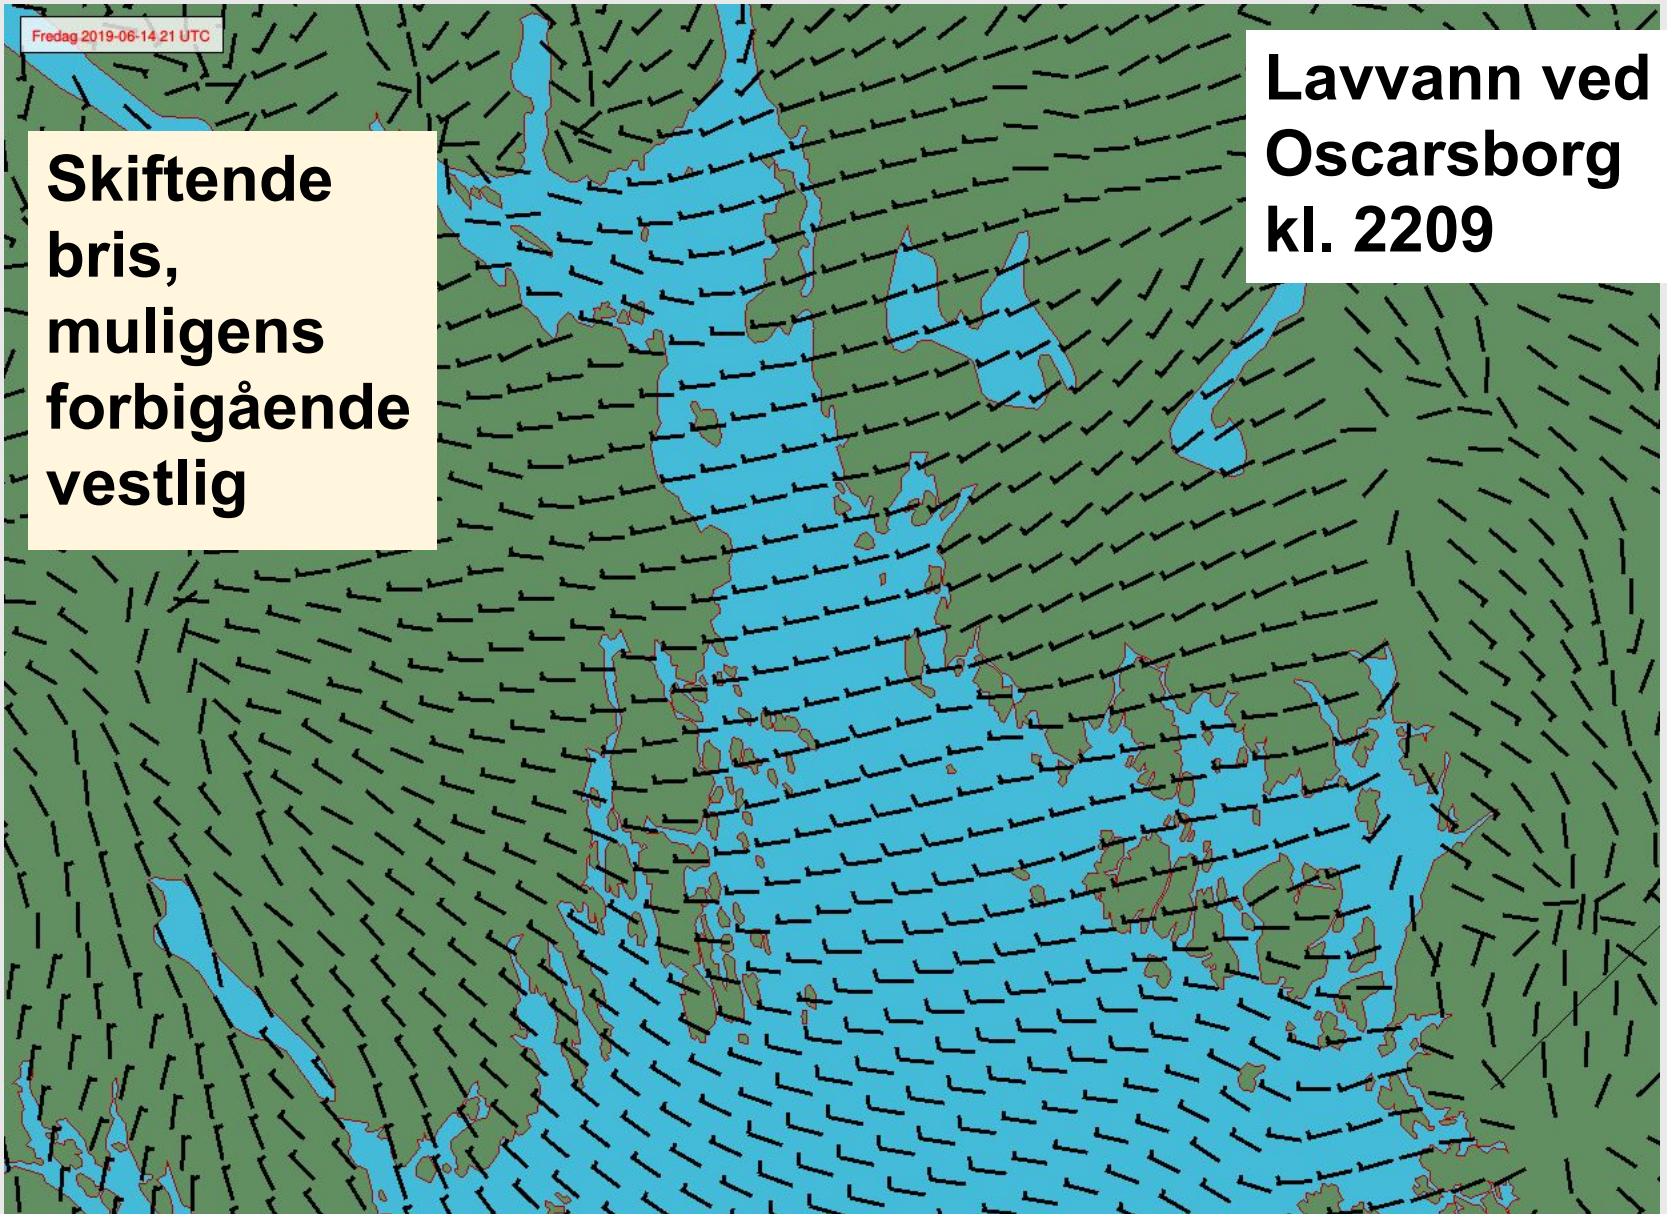 Fredag 2019-06-14 21 UTC
Skiftende
bris,
muligens
forbigående
vestlig
Lavvann ved
Oscarsborg
kl. 2209